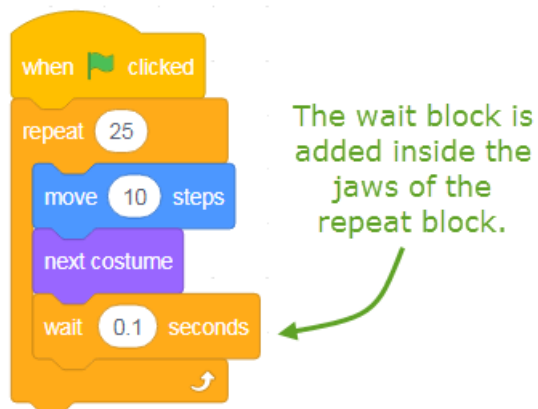 when clicked
repeat 25
move 10 steps
next costume
wait 0.1 seconds
The wait block is
added inside the
jaws of the
repeat block.